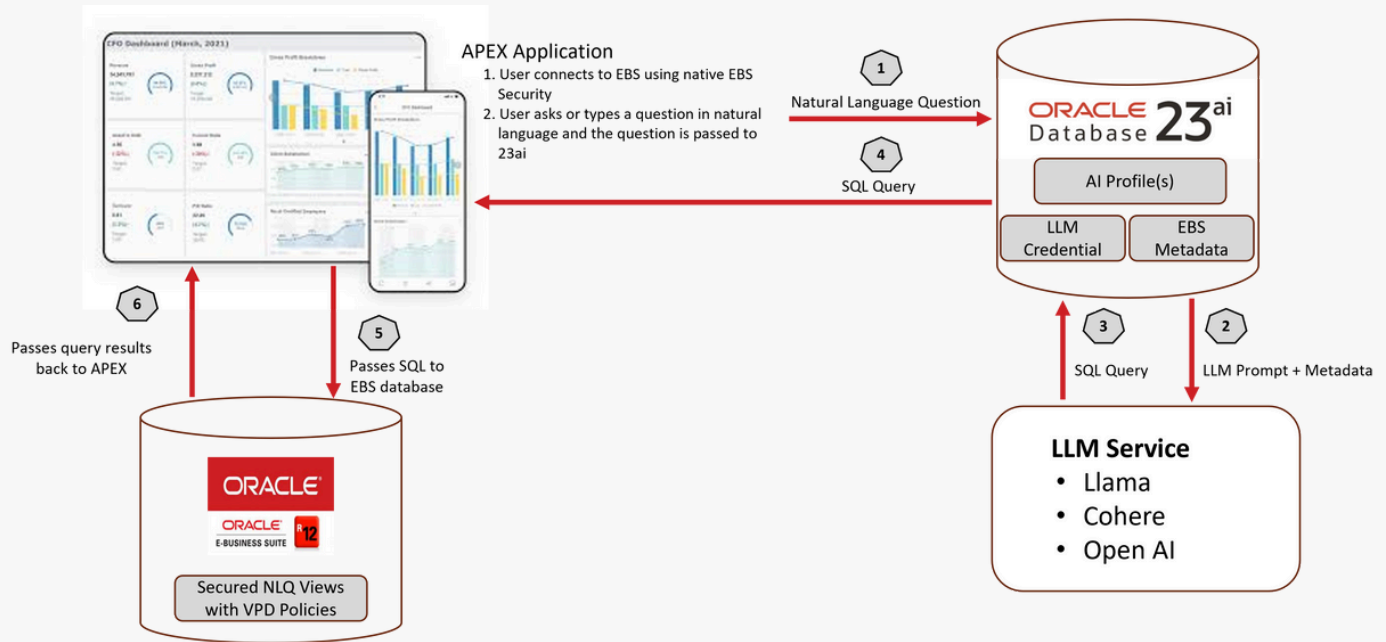 CFO Dashboard (March, 2021)
APEX Application
1. User connects to EBS using native EBS
Security
2. User asks or types a question in natural
language and the question is passed to
23ai
1
Natural Language Question
4
SQL Query
ORACLE
Database 23ai
AI Profile(s)
LLM
Credential
EBS
Metadata
6
Passes query results
back to APEX
5
Passes SQL to
EBS database
3
SQL Query
2
LLM Prompt + Metadata
ORACLE
ORACLE
E-BUSINESS SUITE
R12
Secured NLQ Views
with VPD Policies
LLM Service
• Llama
• Cohere
• Open AI